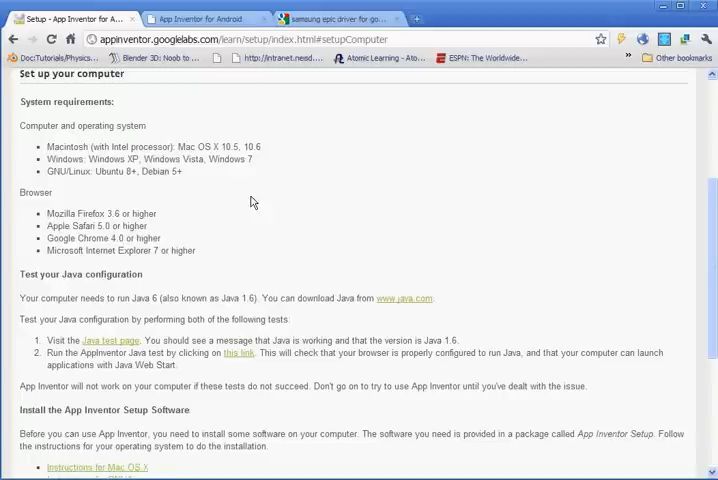 Setup - App Inventor for A...
App Inventor for Android
samsung epic driver for go...
appinventor.googlelabs.com/learn/setup/index.html#setupComputer
Doc:Tutorials/Physics...
Blender 3D: Noob to ...
http://intranet.neisd....
Atomic Learning - Ato...
ESPN: The Worldwide...
»
Other bookmarks
Set up your computer
System requirements:
Computer and operating system
• Macintosh (with Intel processor): Mac OS X 10.5, 10.6
• Windows: Windows XP, Windows Vista, Windows 7
• GNU/Linux: Ubuntu 8+, Debian 5+
Browser
• Mozilla Firefox 3.6 or higher
• Apple Safari 5.0 or higher
• Google Chrome 4.0 or higher
• Microsoft Internet Explorer 7 or higher
Test your Java configuration
Your computer needs to run Java 6 (also known as Java 1.6). You can download Java from www.java.com.
Test your Java configuration by performing both of the following tests:
1. Visit the Java test page. You should see a message that Java is working and that the version is Java 1.6.
2. Run the AppInventor Java test by clicking on this link. This will check that your browser is properly configured to run Java, and that your computer can launch
applications with Java Web Start.
App Inventor will not work on your computer if these tests do not succeed. Don't go on to try to use App Inventor until you've dealt with the issue.
Install the App Inventor Setup Software
Before you can use App Inventor, you need to install some software on your computer. The software you need is provided in a package called App Inventor Setup. Follow
the instructions for your operating system to do the installation.
• Instructions for Mac OS X